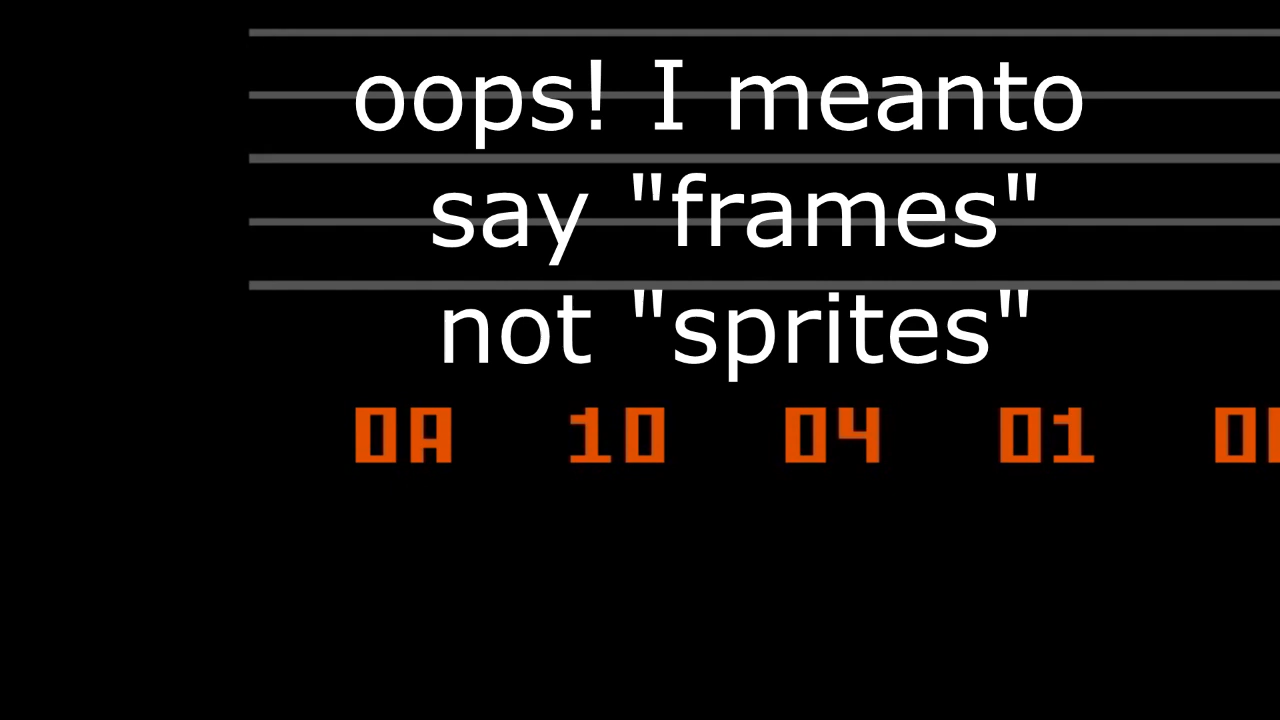 oops! I meanto
say "frames"
not "sprites"
0A 10 04 01